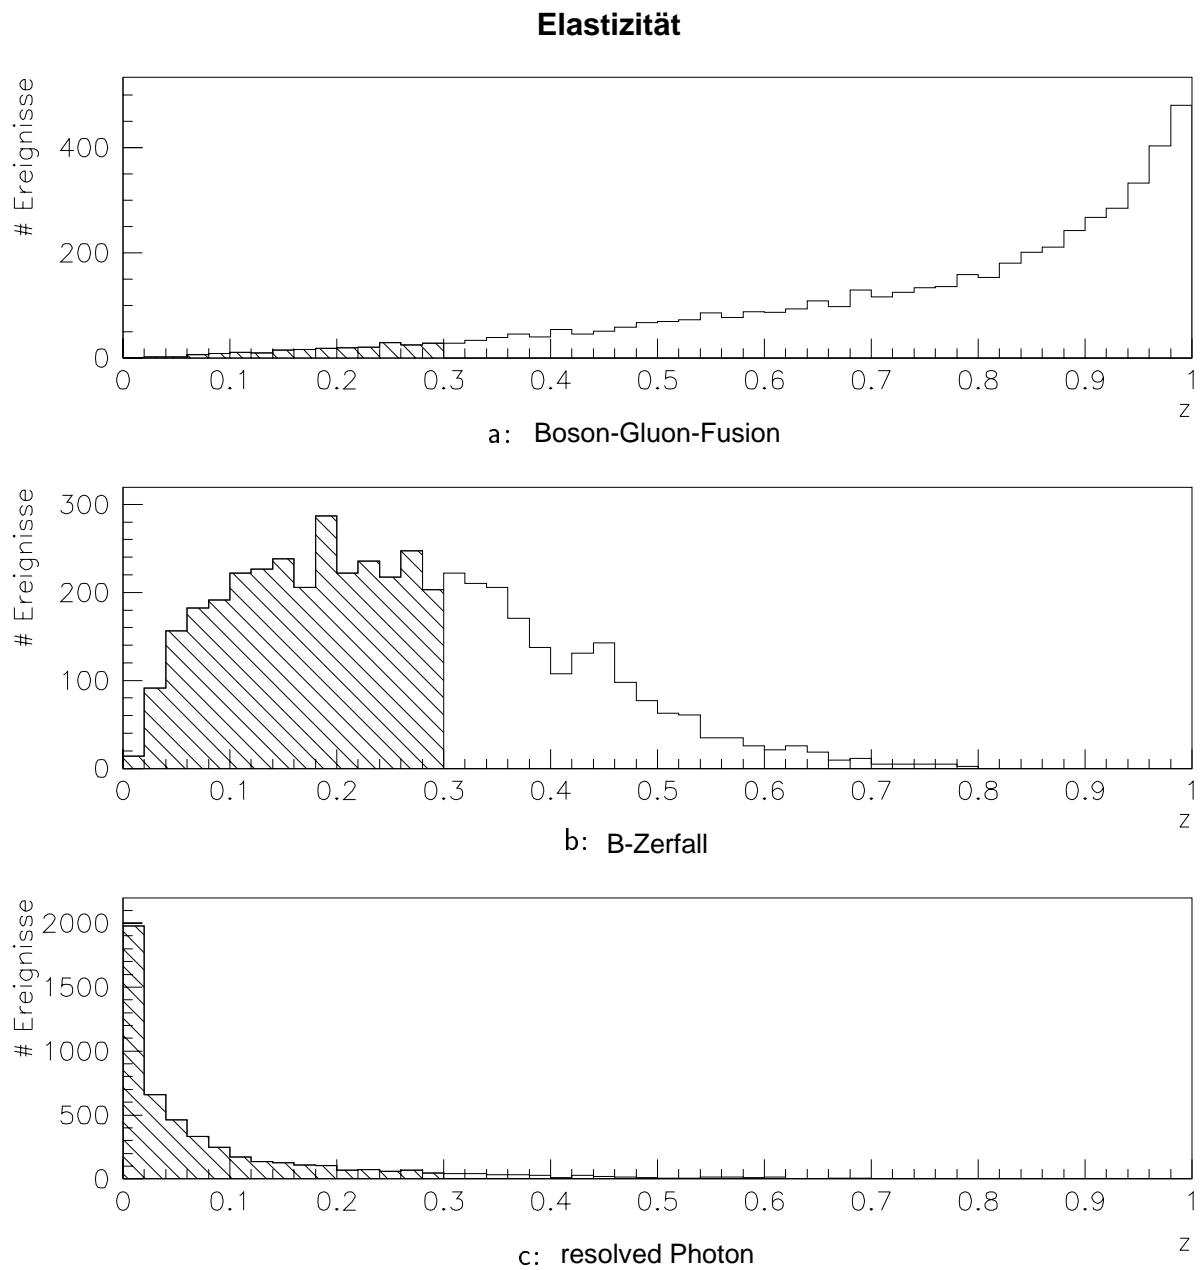 Elastizität
# Ereignisse
400
200
0
0 0.1 0.2 0.3 0.4 0.5 0.6 0.7 0.8 0.9 1
z
a: Boson-Gluon-Fusion
# Ereignisse
300
200
100
0
0 0.1 0.2 0.3 0.4 0.5 0.6 0.7 0.8 0.9 1
z
b: B-Zerfall
# Ereignisse
2000
1500
1000
500
0
0 0.1 0.2 0.3 0.4 0.5 0.6 0.7 0.8 0.9 1
z
c: resolved Photon